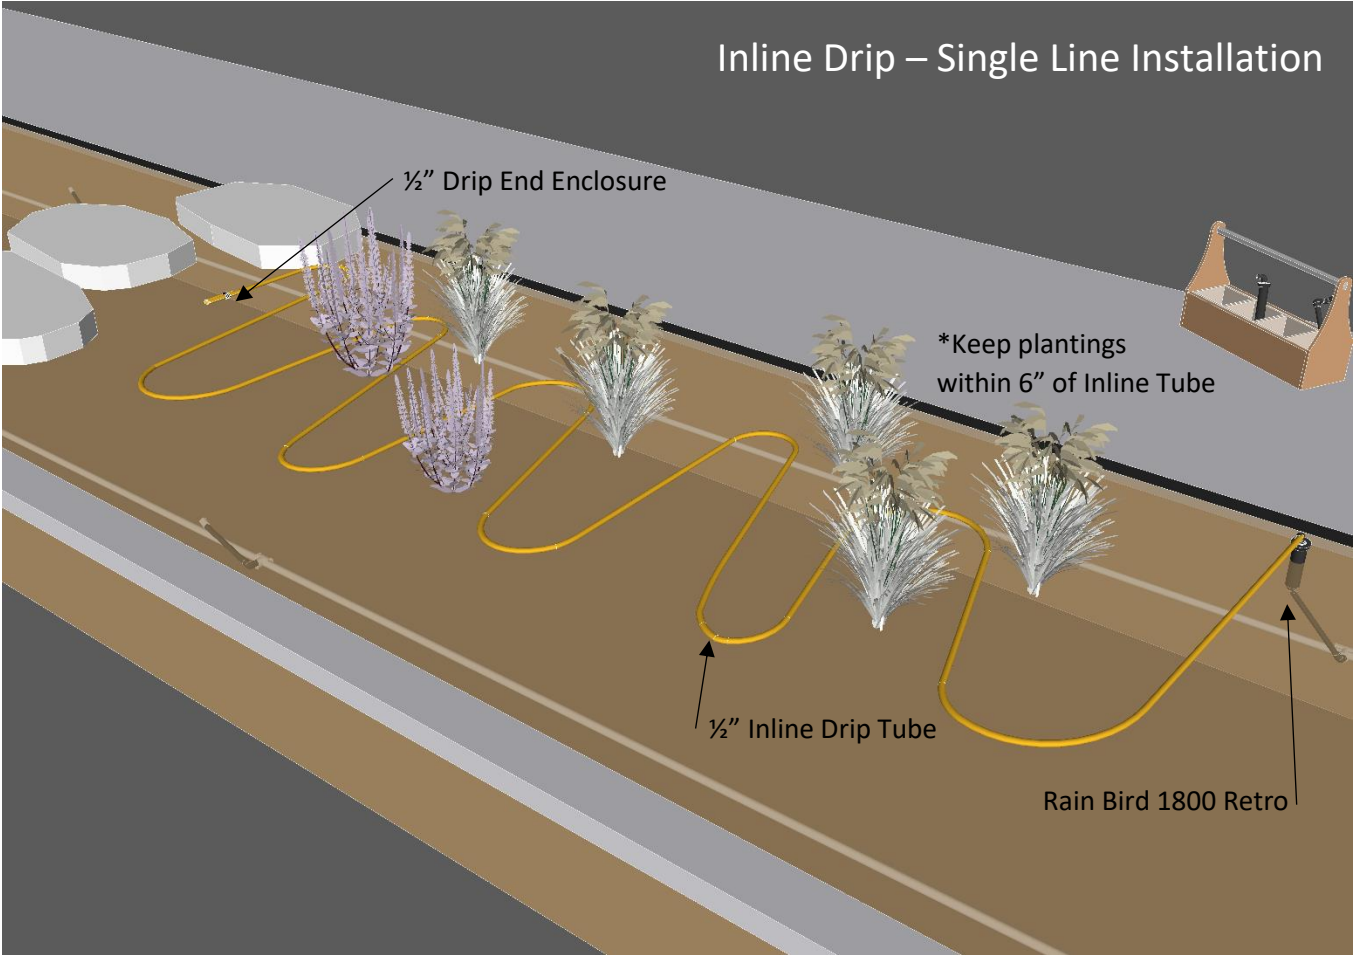 Inline Drip – Single Line Installation
½” Drip End Enclosure
*Keep plantings
within 6” of Inline Tube
½” Inline Drip Tube
Rain Bird 1800 Retro